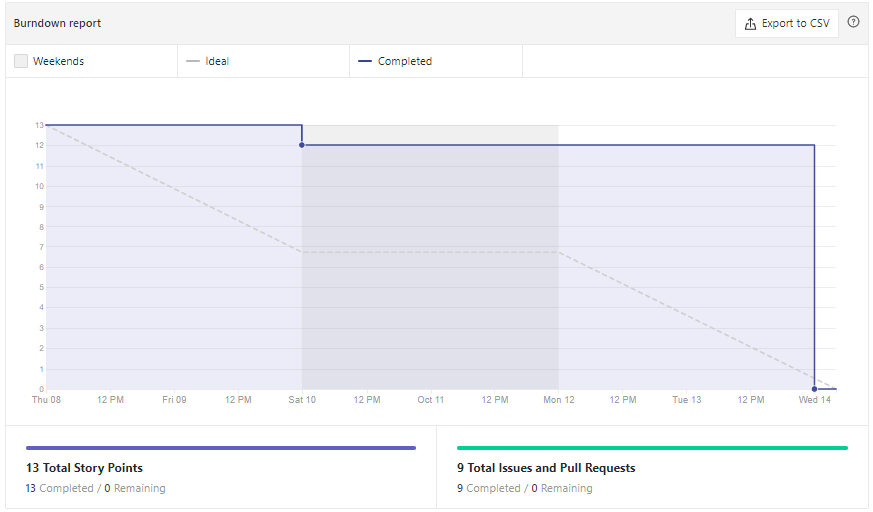 Burndown report
Export to CSV
Weekends
Ideal
Completed
13
12
11
10
9
8
7
6
5
4
3
2
1
0
Thu 08 12 PM Fri 09 12 PM Sat 10 12 PM Oct 11 12 PM Mon 12 12 PM Tue 13 12 PM Wed 14
13 Total Story Points
13 Completed / 0 Remaining
9 Total Issues and Pull Requests
9 Completed / 0 Remaining